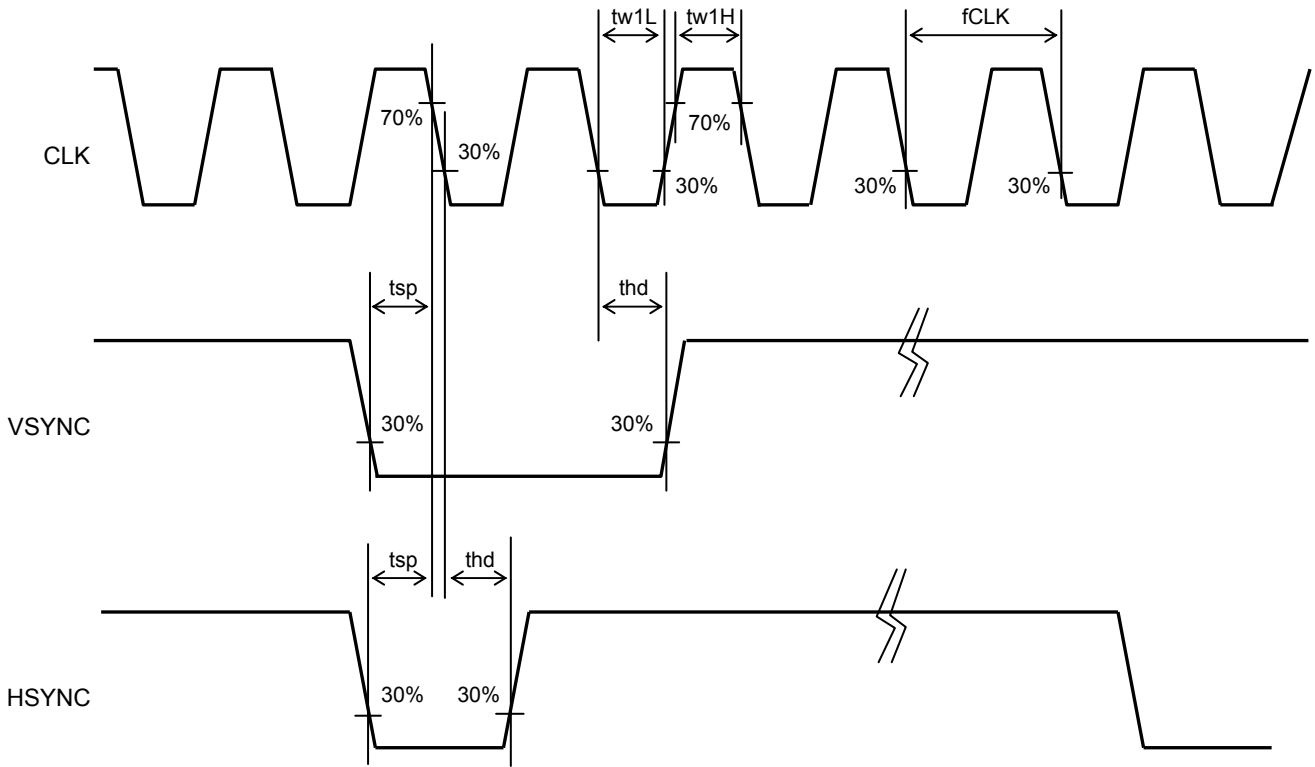 tw1L tw1H fCLK
70% 70%
CLK 30%
30% 30% 30%
tsp thd
VSYNC 30% 30%
tsp thd
HSYNC 30% 30%